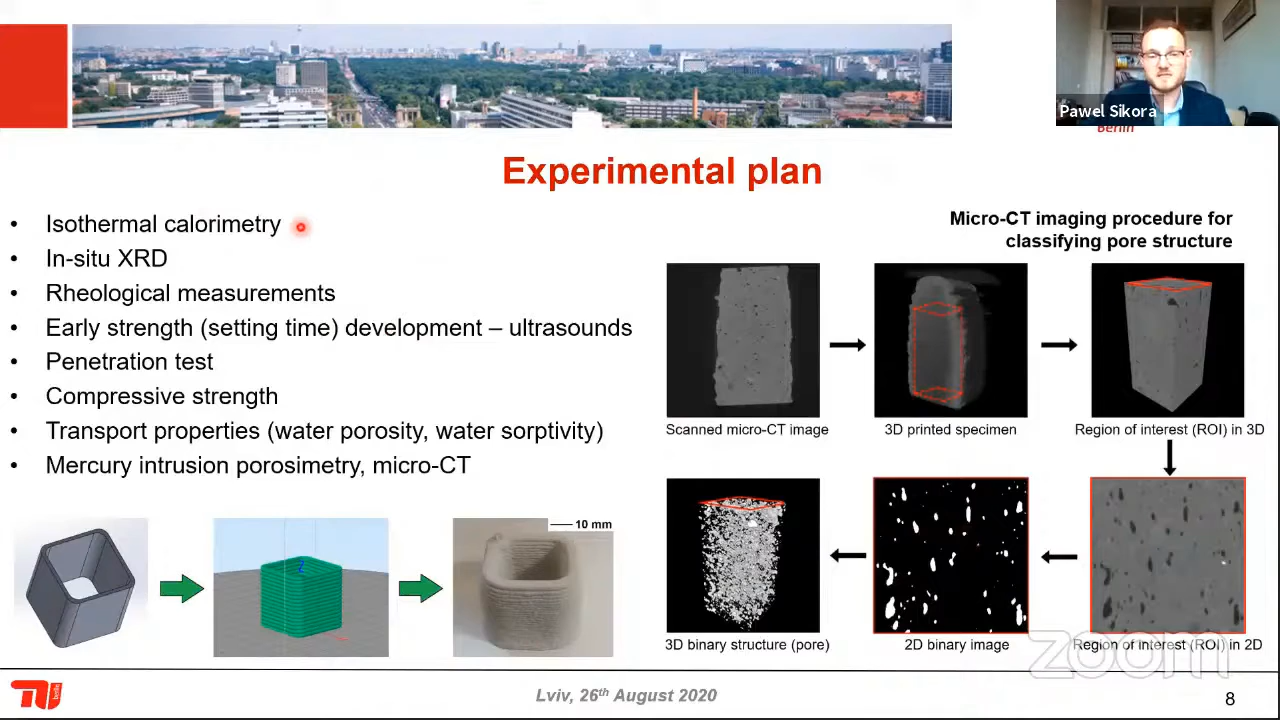 Pawel Sikora
Berlin
Experimental plan
• Isothermal calorimetry
• In-situ XRD
• Rheological measurements
• Early strength (setting time) development – ultrasounds
• Penetration test
• Compressive strength
• Transport properties (water porosity, water sorptivity)
• Mercury intrusion porosimetry, micro-CT
10 mm
Micro-CT imaging procedure for
classifying pore structure
Scanned micro-CT image
3D printed specimen
Region of interest (ROI) in 3D
3D binary structure (pore)
2D binary image
Region of interest (ROI) in 2D
zoom
berlin
Lviv, 26th August 2020
8